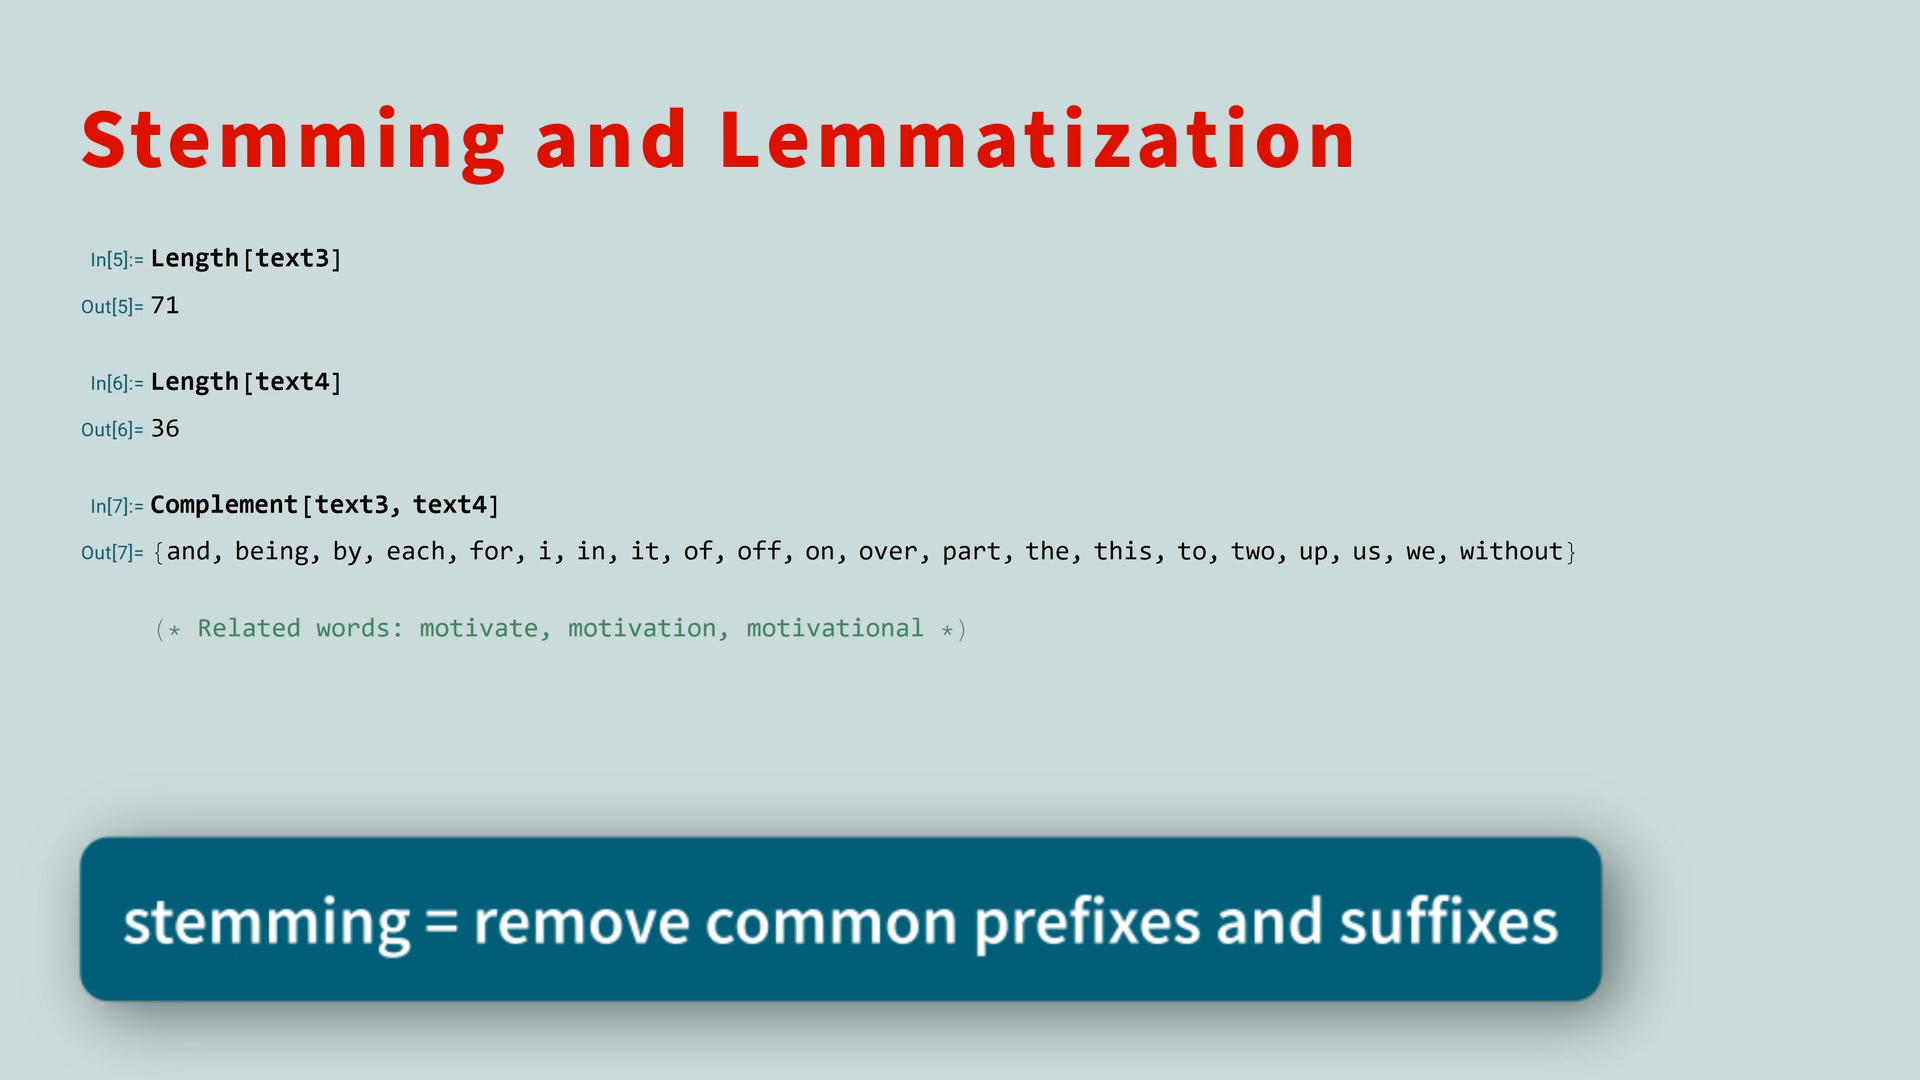 Stemming and Lemmatization
In[5]:= Length[text3]
Out[5]= 71
In[6]:= Length[text4]
Out[6]= 36
In[7]:= Complement[text3, text4]
Out[7]= {and, being, by, each, for, i, in, it, of, off, on, over, part, the, this, to, two, up, us, we, without}
(* Related words: motivate, motivation, motivational *)
stemming = remove common prefixes and suffixes